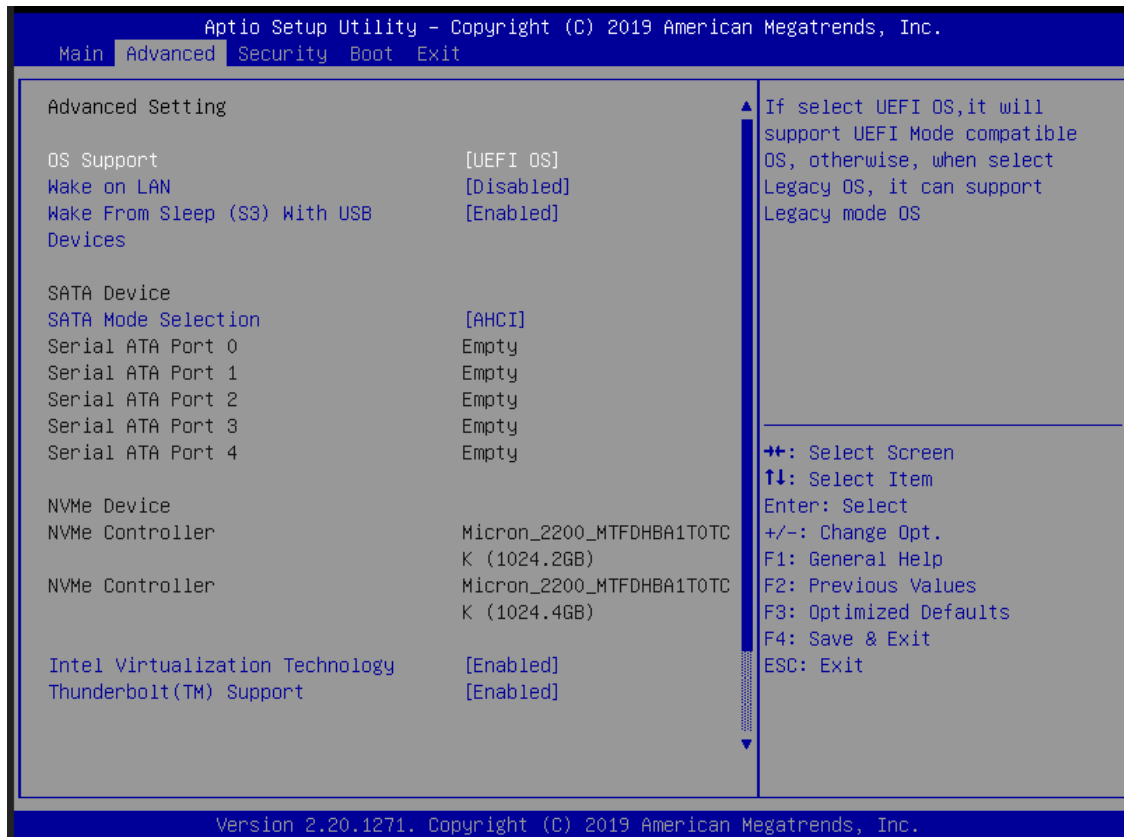 Aptio Setup Utility – Copyright (C) 2019 American Megatrends, Inc.
Main Advanced Security Boot Exit
Advanced Setting
OS Support [UEFI OS]
Wake on LAN [Disabled]
Wake From Sleep (S3) With USB [Enabled]
Devices
SATA Device
SATA Mode Selection [AHCI]
Serial ATA Port 0 Empty
Serial ATA Port 1 Empty
Serial ATA Port 2 Empty
Serial ATA Port 3 Empty
Serial ATA Port 4 Empty
NVMe Device
NVMe Controller Micron_2200_MTFDHBA1T0TC
K (1024.2GB)
NVMe Controller Micron_2200_MTFDHBA1T0TC
K (1024.4GB)
Intel Virtualization Technology [Enabled]
Thunderbolt(TM) Support [Enabled]
If select UEFI OS,it will
support UEFI Mode compatible
OS, otherwise, when select
Legacy OS, it can support
Legacy mode OS
→←: Select Screen
↑↓: Select Item
Enter: Select
+/-: Change Opt.
F1: General Help
F2: Previous Values
F3: Optimized Defaults
F4: Save & Exit
ESC: Exit
Version 2.20.1271. Copyright (C) 2019 American Megatrends, Inc.